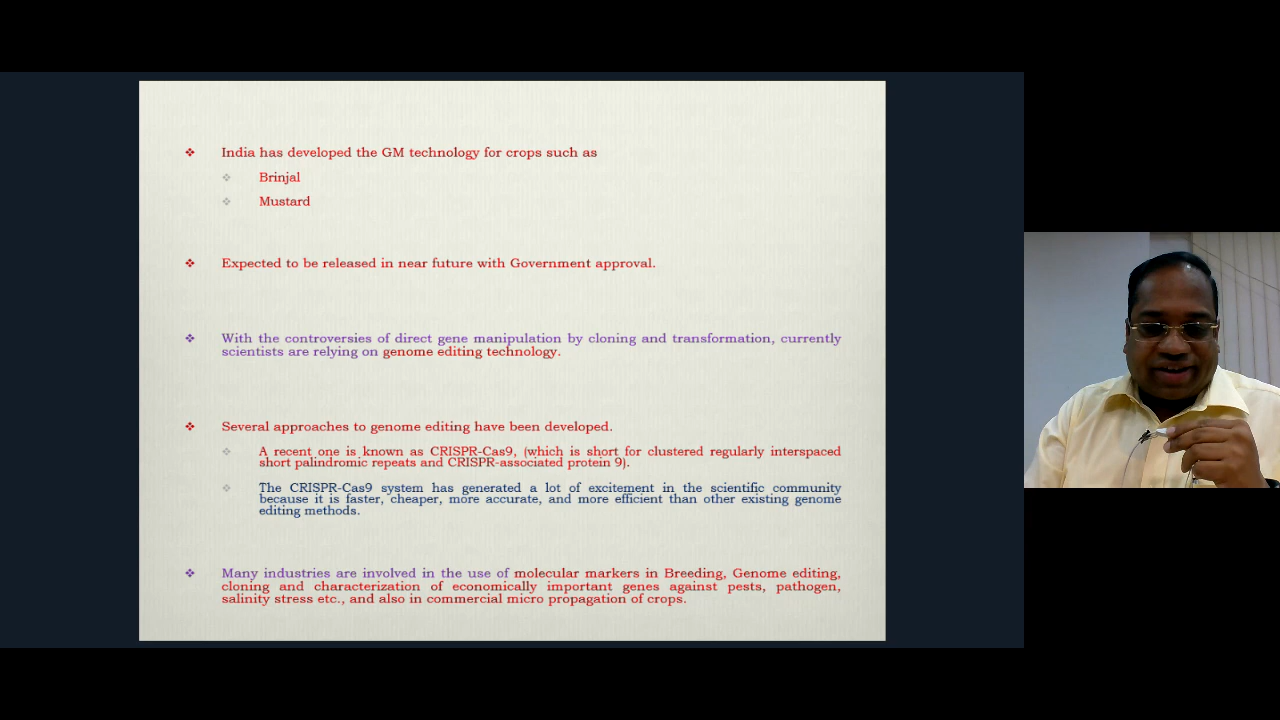 India has developed the GM technology for crops such as
Brinjal
Mustard
Expected to be released in near future with Government approval.
With the controversies of direct gene manipulation by cloning and transformation, currently
scientists are relying on genome editing technology.
Several approaches to genome editing have been developed.
A recent one is known as CRISPR-Cas9, (which is short for clustered regularly interspaced
short palindromic repeats and CRISPR-associated protein 9).
The CRISPR-Cas9 system has generated a lot of excitement in the scientific community
because it is faster, cheaper, more accurate, and more efficient than other existing genome
editing methods.
Many industries are involved in the use of molecular markers in Breeding, Genome editing,
cloning and characterization of economically important genes against pests, pathogen,
salinity stress etc., and also in commercial micro propagation of crops.